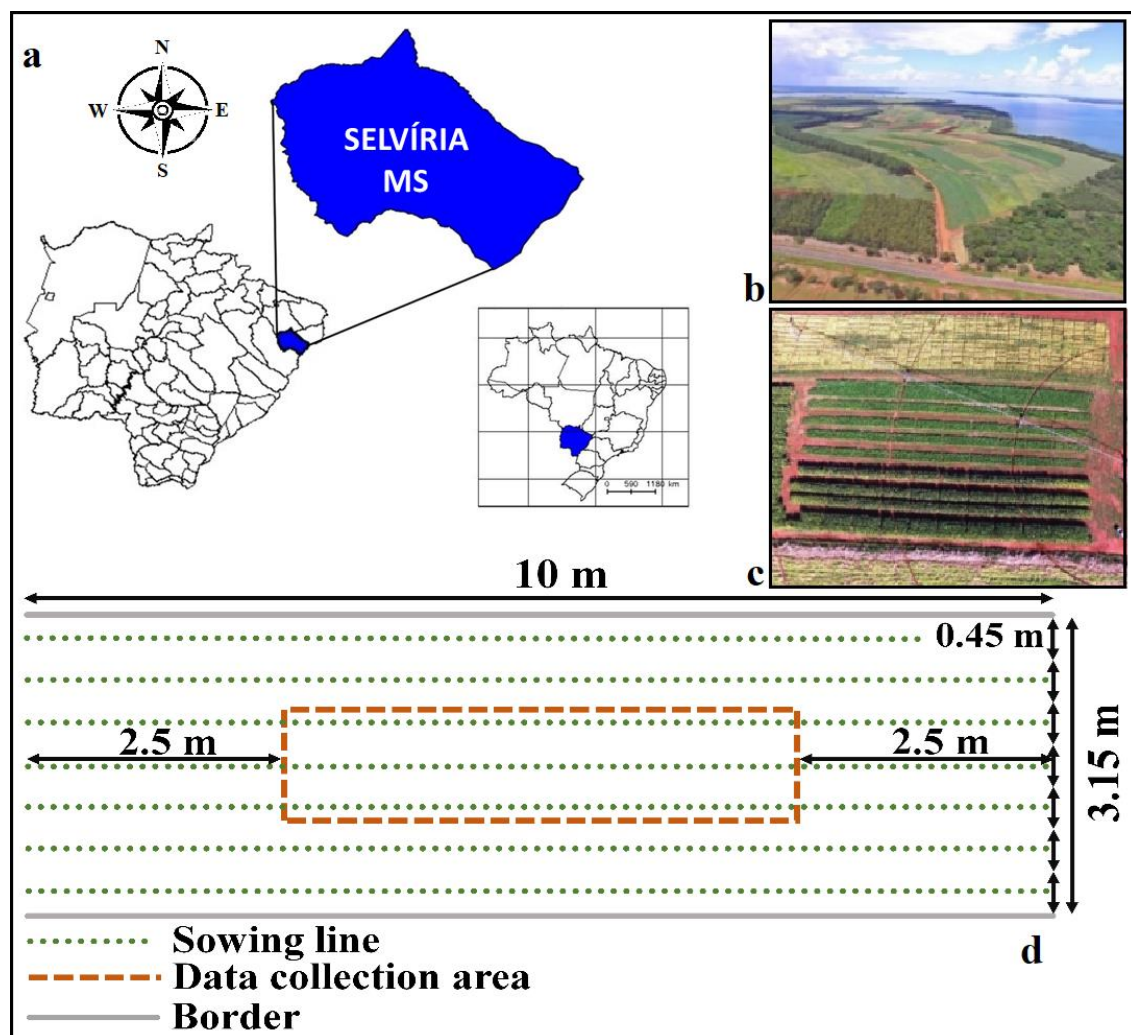 a
N
W
E
S
SELVÍRIA
MS
b
0 590 1180 km
c
10 m
0.45 m
2.5 m
2.5 m
3.15 m
Sowing line
d
Data collection area
Border